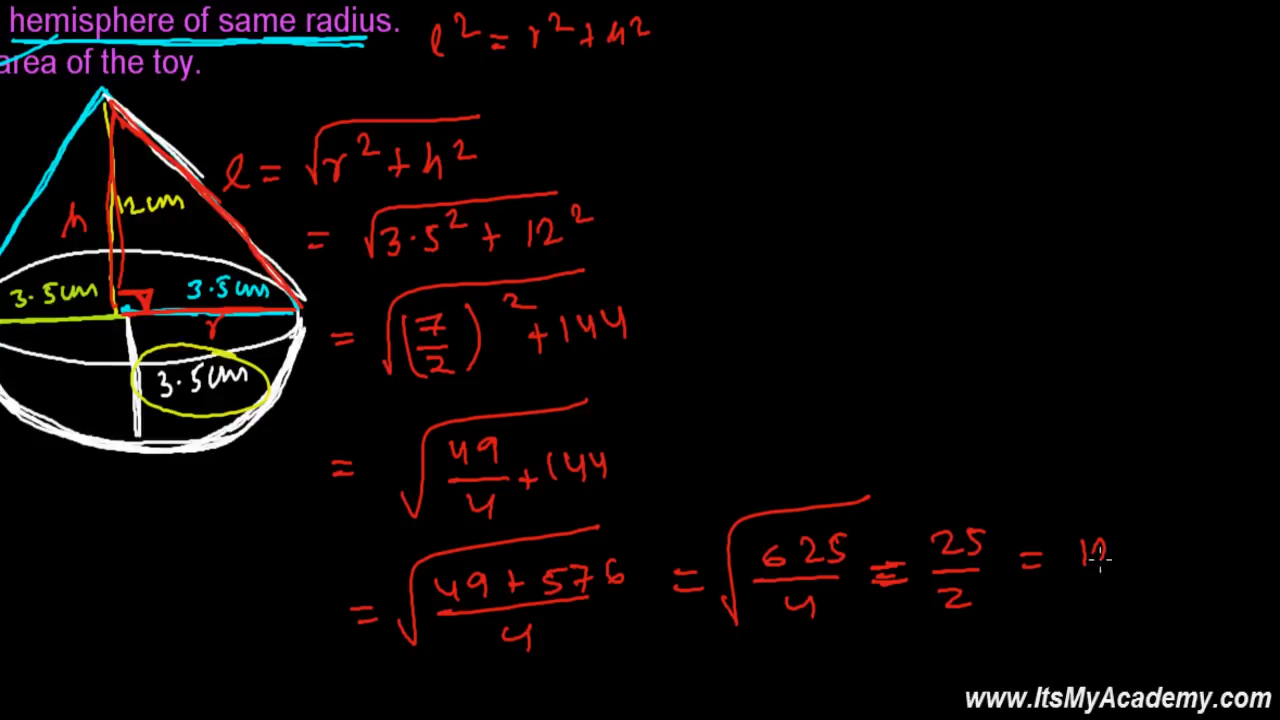 hemisphere of same radius.
area of the toy.
l² = r² + h²
l = √r² + h²
= √3.5² + 12²
= √(7/2)² + 144
= √49/4 + 144
= √49 + 576/4 = √625/4 = 25/2 =
h
12cm
3.5cm
3.5cm
r
3.5cm
www.ItsMyAcademy.com